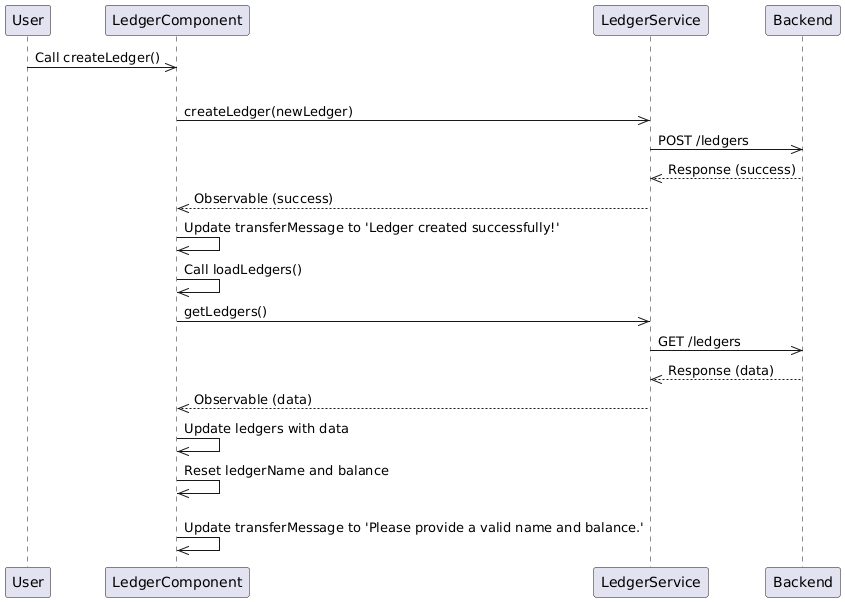 User LedgerComponent LedgerService Backend
Call createLedger()
createLedger(newLedger)
POST /ledgers
Response (success)
Observable (success)
Update transferMessage to 'Ledger created successfully!'
Call loadLedgers()
getLedgers()
GET /ledgers
Response (data)
Observable (data)
Update ledgers with data
Reset ledgerName and balance
Update transferMessage to 'Please provide a valid name and balance.'
User LedgerComponent LedgerService Backend